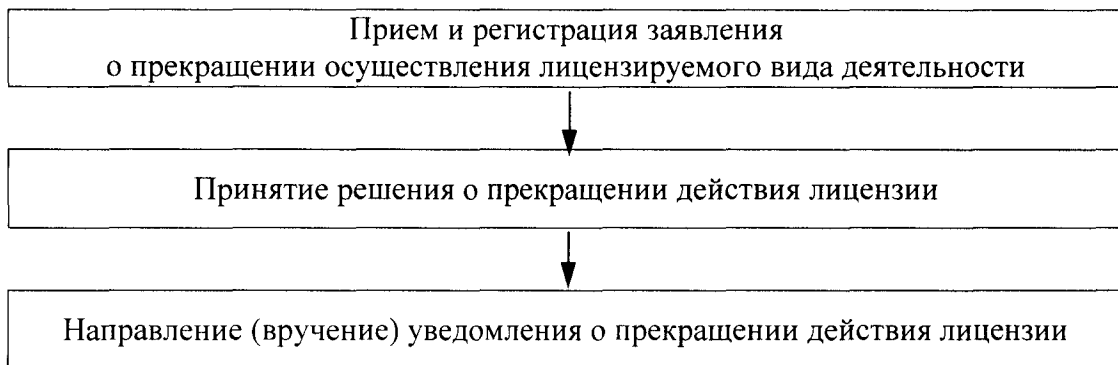 Прием и регистрация заявления
о прекращении осуществления лицензируемого вида деятельности
Принятие решения о прекращении действия лицензии
Направление (вручение) уведомления о прекращении действия лицензии